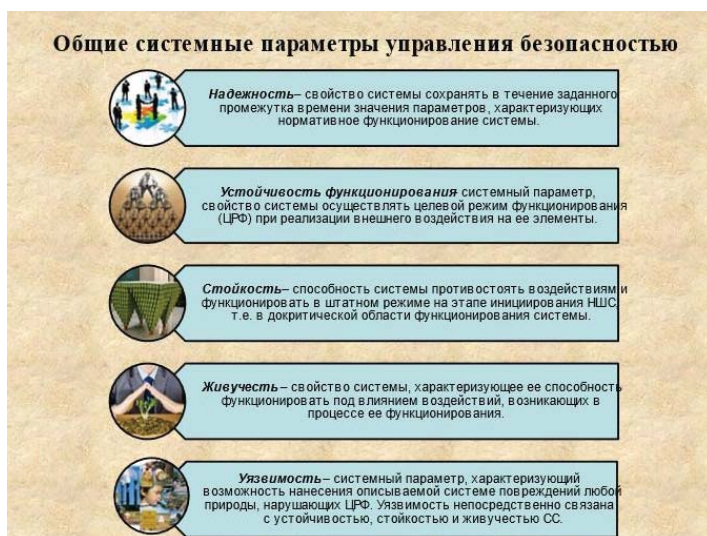 Общие системные параметры управления безопасностью
Надежность– свойство системы сохранять в течение заданного
промежутка времени значения параметров, характеризующих
нормативное функционирование системы.
Устойчивость функционирования- системный параметр,
свойство системы осуществлять целевой режим функционирования
(ЦРФ) при реализации внешнего воздействия на ее элементы.
Стойкость– способность системы противостоять воздействиям и
функционировать в штатном режиме на этапе инициирования НШС,
т.е. в докритической области функционирования системы.
Живучесть – свойство системы, характеризующее ее способность
функционировать под влиянием воздействий, возникающих в
процессе ее функционирования.
Уязвимость – системный параметр, характеризующий
возможность нанесения описываемой системе повреждений любой
природы, нарушающих ЦРФ. Уязвимость непосредственно связана
с устойчивостью, стойкостью и живучестью СС.